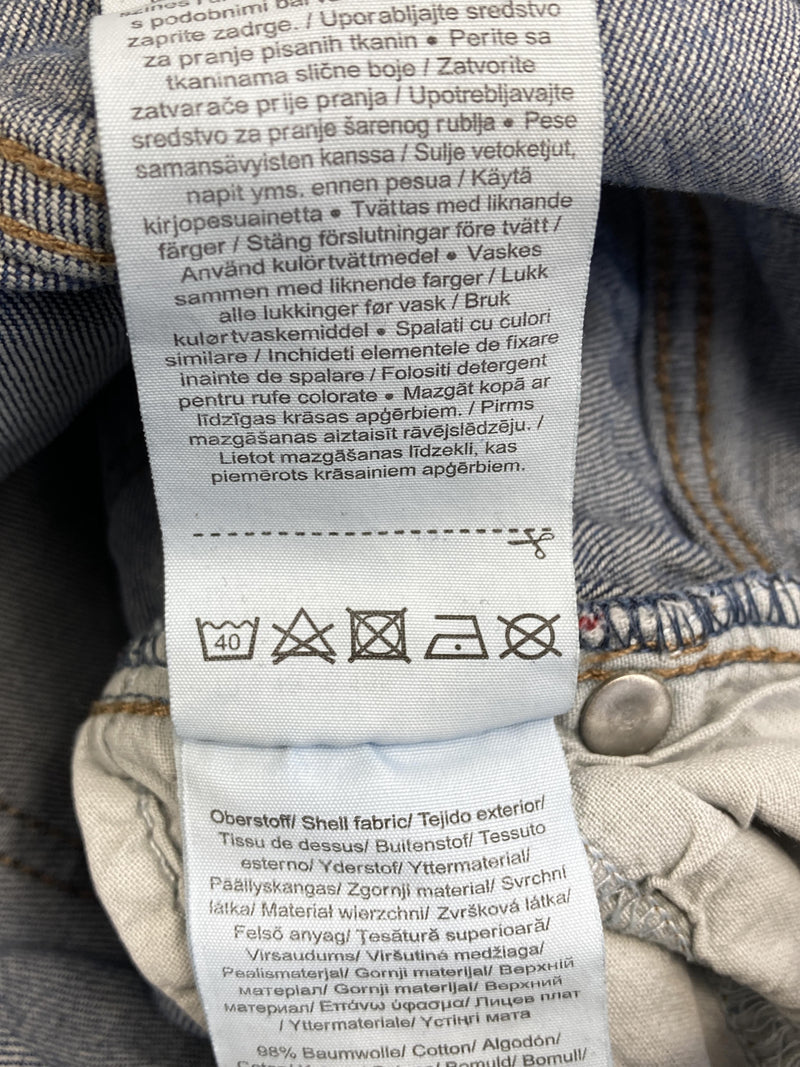 s podobnimi
zaprite zadrge. / Uporabljajte sredstvo
za pranje pisanih tkanin • Perite sa
tkaninama slične boje / Zatvorite
zatvarače prije pranja / Upotrebljavajte
sredstvo za pranje šarenog rublja • Pese
samansävyisten kanssa / Sulje vetoketjut,
napit yms. ennen pesua / Käytä
kirjopesuainetta • Tvättas med liknande
färger / Stäng förslutningar före tvätt /
Använd kulörtvättmedel • Vaskes
sammen med liknende farger / Lukk
alle lukkinger før vask / Bruk
kulørtvaskemiddel • Spalati cu culori
similare / Inchideti elementele de fixare
inainte de spalare / Folositi detergent
pentru rufe colorate • Mazgāt kopā ar
līdzīgas krāsas apģērbiem. / Pirms
mazgāšanas aiztaisīt rāvējslēdzēju. /
Lietot mazgāšanas līdzekli, kas
piemērots krāsainiem apģērbiem.
40
Oberstoff/ Shell fabric/ Tejido exterior/
Tissu de dessus/ Buitenstof/ Tessuto
esterno/ Yderstof/ Yttermaterial/
Päällyskangas/ Zgornji material/ Svrchní
látka/ Materiał wierzchni/ Zvršková látka/
Felső anyag/ Țesătură superioară/
Virsaudums/ Viršutinė medžiaga/
Pealismaterjal/ Gornji materijal/ Верхній
матеріал/ Gornji materijal/ Верхний
материал/ Επάνω ύφασμα/ Лицев плат
/ Yttermateriale/ Үстіңгі мата
98% Baumwolle/ Cotton/ Algodón/
Bomuld/ Bomull/